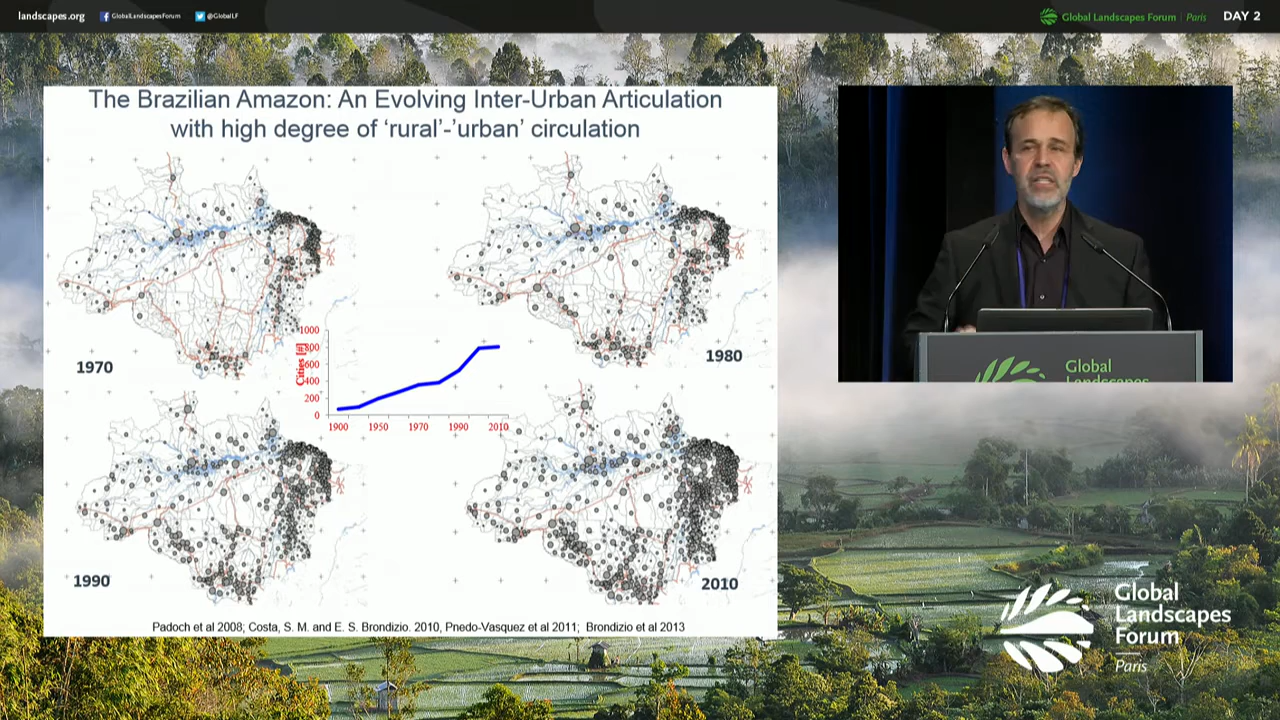 landscapes.org
GlobalLandscapesForum
@GlobalLF
Global Landscapes Forum | Paris
DAY 2
The Brazilian Amazon: An Evolving Inter-Urban Articulation
with high degree of ‘rural’-’urban’ circulation
1970
1980
Cities [#]
1000
800
600
400
200
0
1900
1950
1970
1990
2010
1990
2010
Padoch et al 2008; Costa, S. M. and E. S. Brondizio. 2010, Pnedo-Vasquez et al 2011; Brondizio et al 2013
Global
Landscapes
Global
Landscapes
Forum
Paris